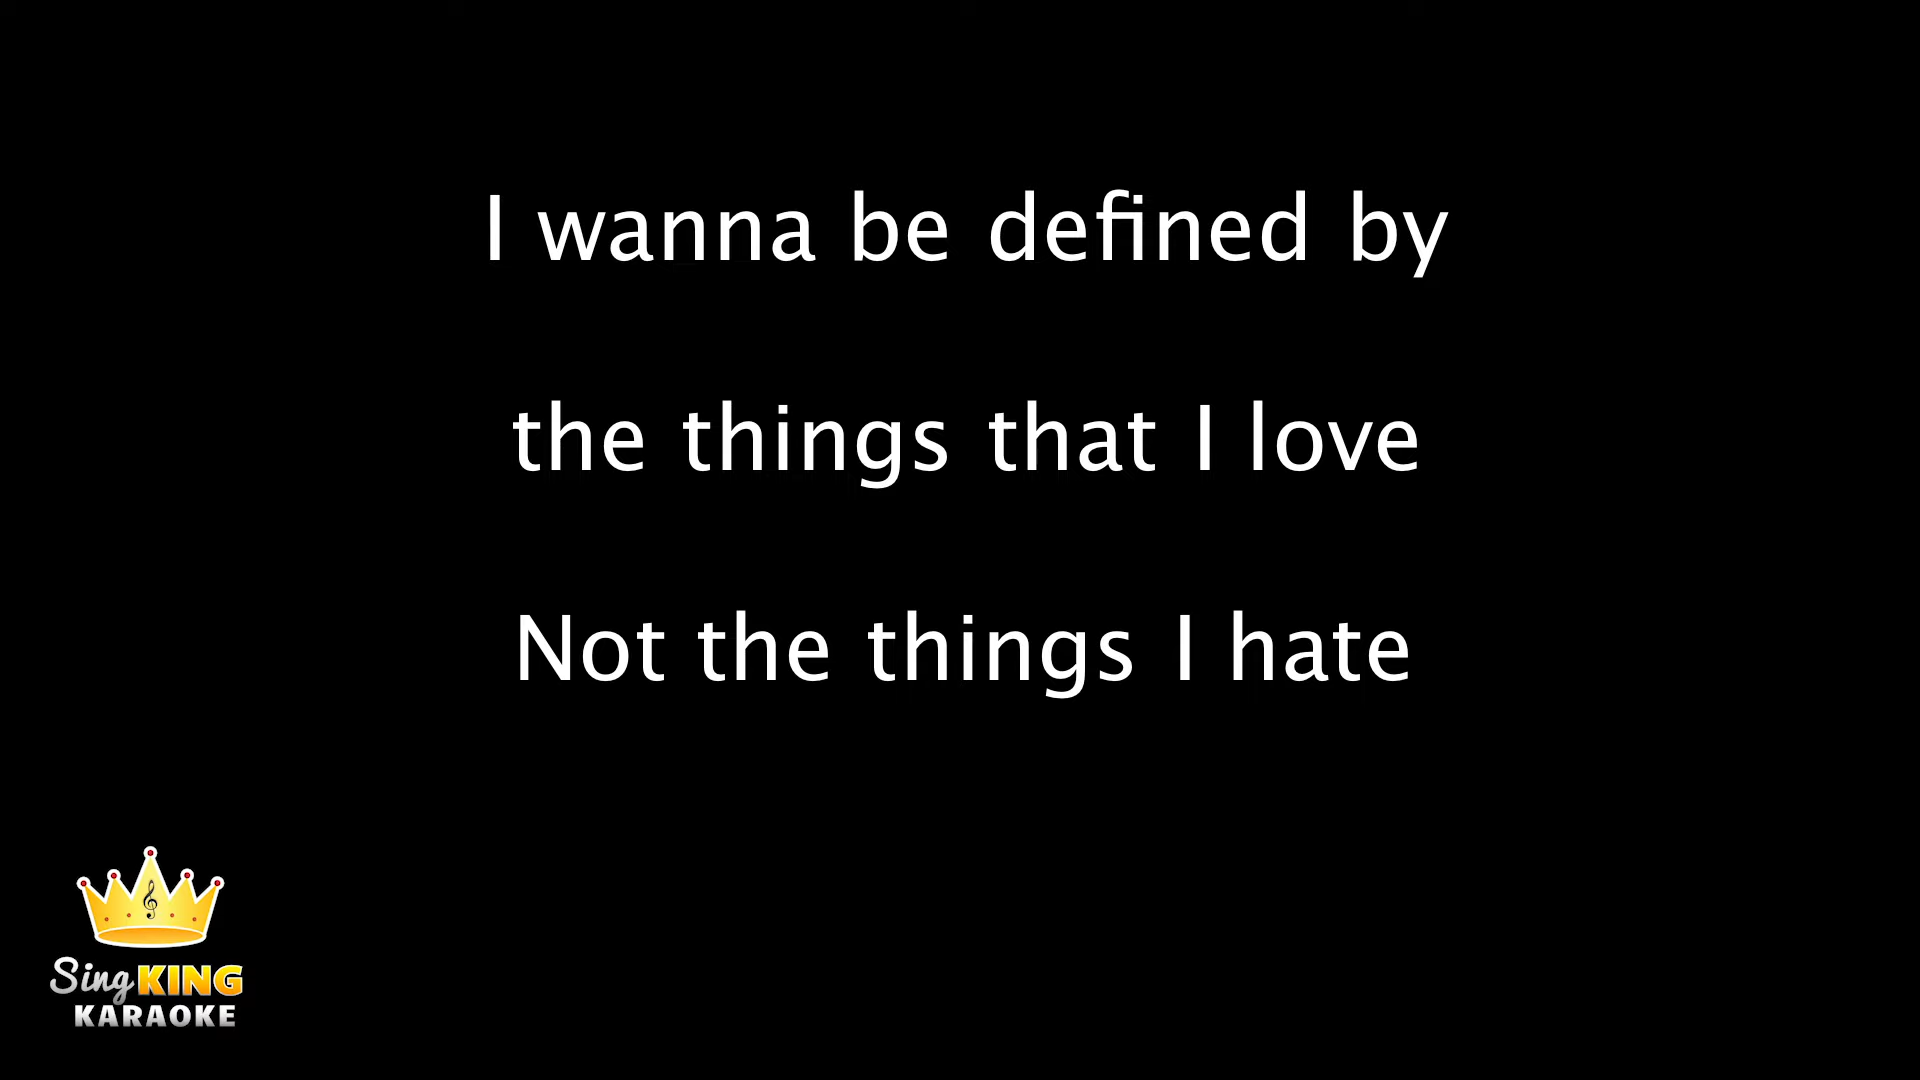 I wanna be defined by
the things that I love
Not the things I hate
Sing KING
KARAOKE